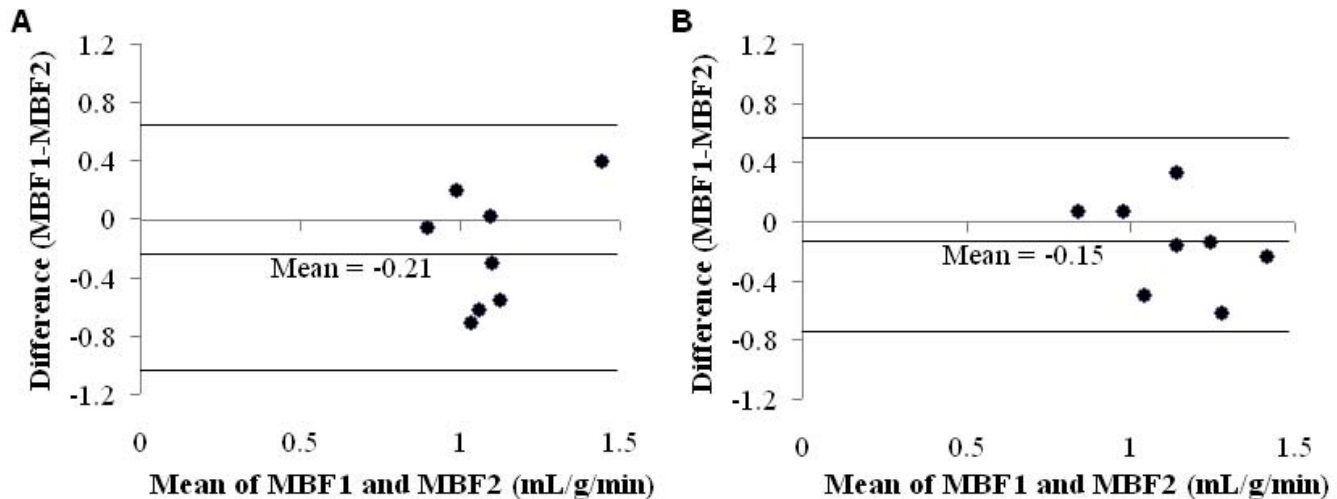 A
Difference (MBF1-MBF2)
1.2
0.8
0.4
0
-0.4
-0.8
-1.2
Mean = -0.21
0
0.5
1
1.5
Mean of MBF1 and MBF2 (mL/g/min)
B
Difference (MBF1-MBF2)
1.2
0.8
0.4
0
-0.4
-0.8
-1.2
Mean = -0.15
0
0.5
1
1.5
Mean of MBF1 and MBF2 (mL/g/min)